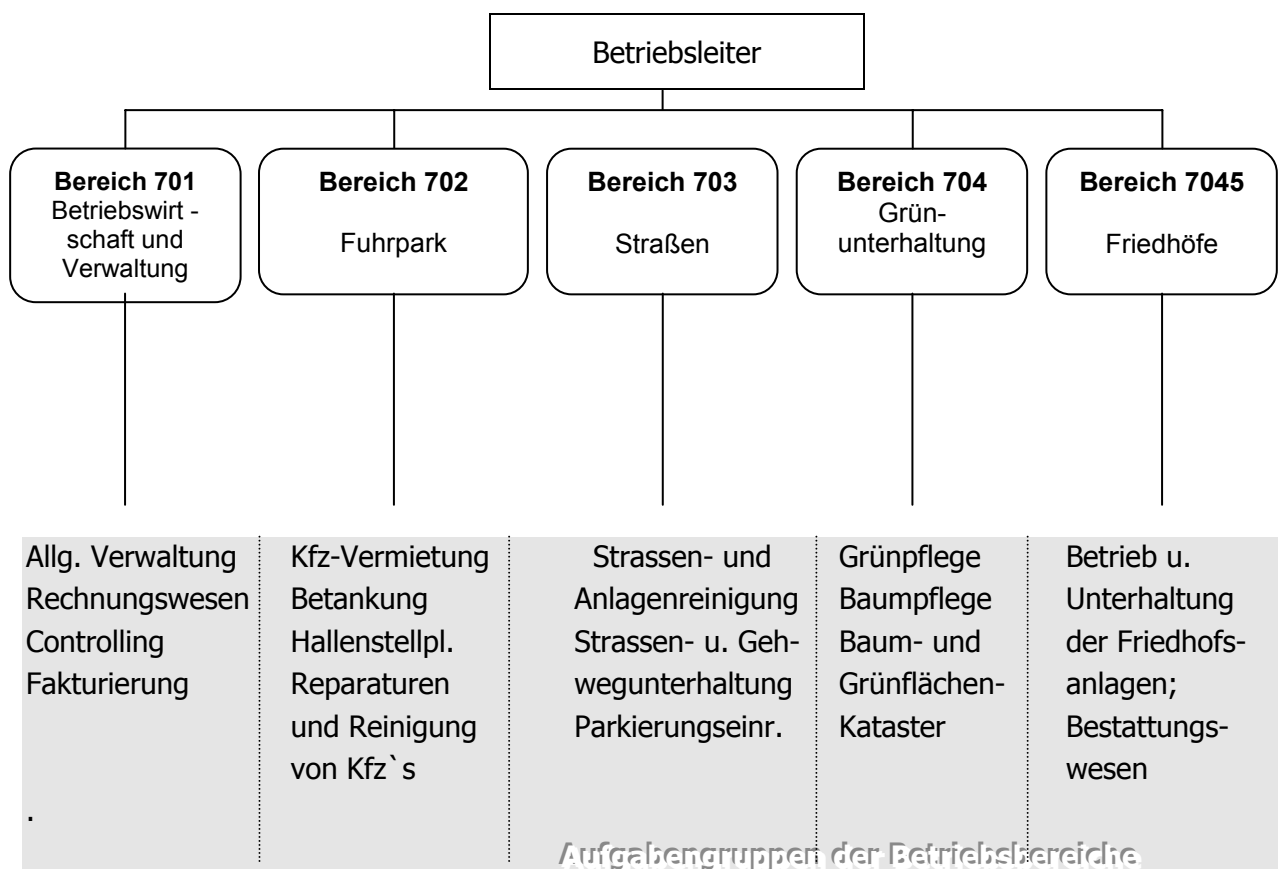 Betriebsleiter
Bereich 701
Betriebswirt -
schaft und
Verwaltung
Bereich 702
Fuhrpark
Bereich 703
Straßen
Bereich 704
Grün-
unterhaltung
Bereich 7045
Friedhöfe
Allg. Verwaltung
Rechnungswesen
Controlling
Fakturierung
.
Kfz-Vermietung
Betankung
Hallenstellpl.
Reparaturen
und Reinigung
von Kfz`s
Strassen- und
Anlagenreinigung
Strassen- u. Geh-
wegunterhaltung
Parkierungseinr.
Grünpflege
Baumpflege
Baum- und
Grünflächen-
Kataster
Betrieb u.
Unterhaltung
der Friedhofs-
anlagen;
Bestattungs-
wesen
Aufgabengruppen der Betriebsbereiche